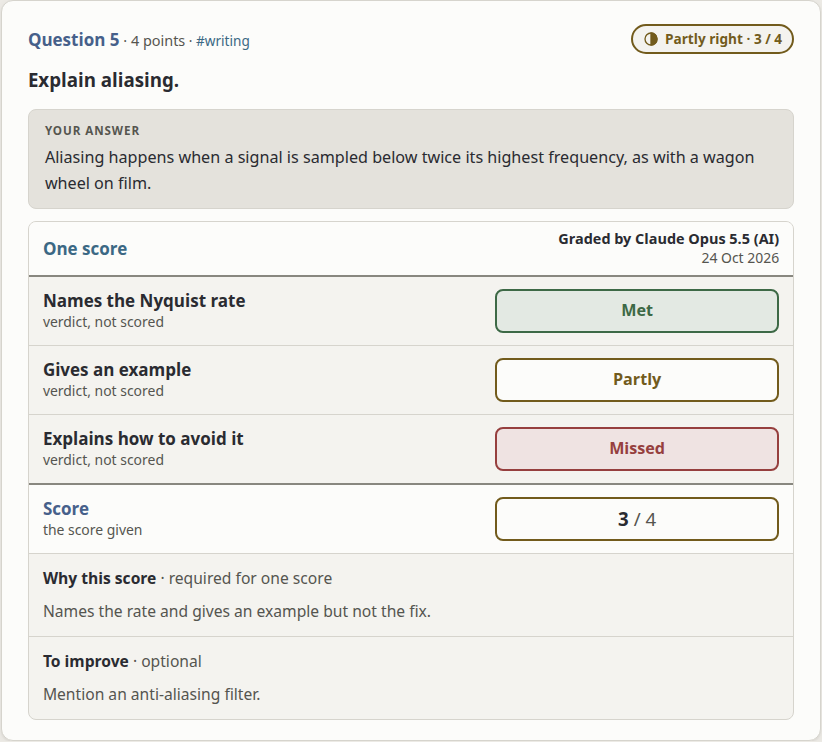 Question 5 · 4 points · #writing
Partly right · 3 / 4
Explain aliasing.
YOUR ANSWER
Aliasing happens when a signal is sampled below twice its highest frequency, as with a wagon
wheel on film.
One score
Graded by Claude Opus 5.5 (AI)
24 Oct 2026
Names the Nyquist rate
verdict, not scored
Met
Gives an example
verdict, not scored
Partly
Explains how to avoid it
verdict, not scored
Missed
Score
the score given
3 / 4
Why this score · required for one score
Names the rate and gives an example but not the fix.
To improve · optional
Mention an anti-aliasing filter.